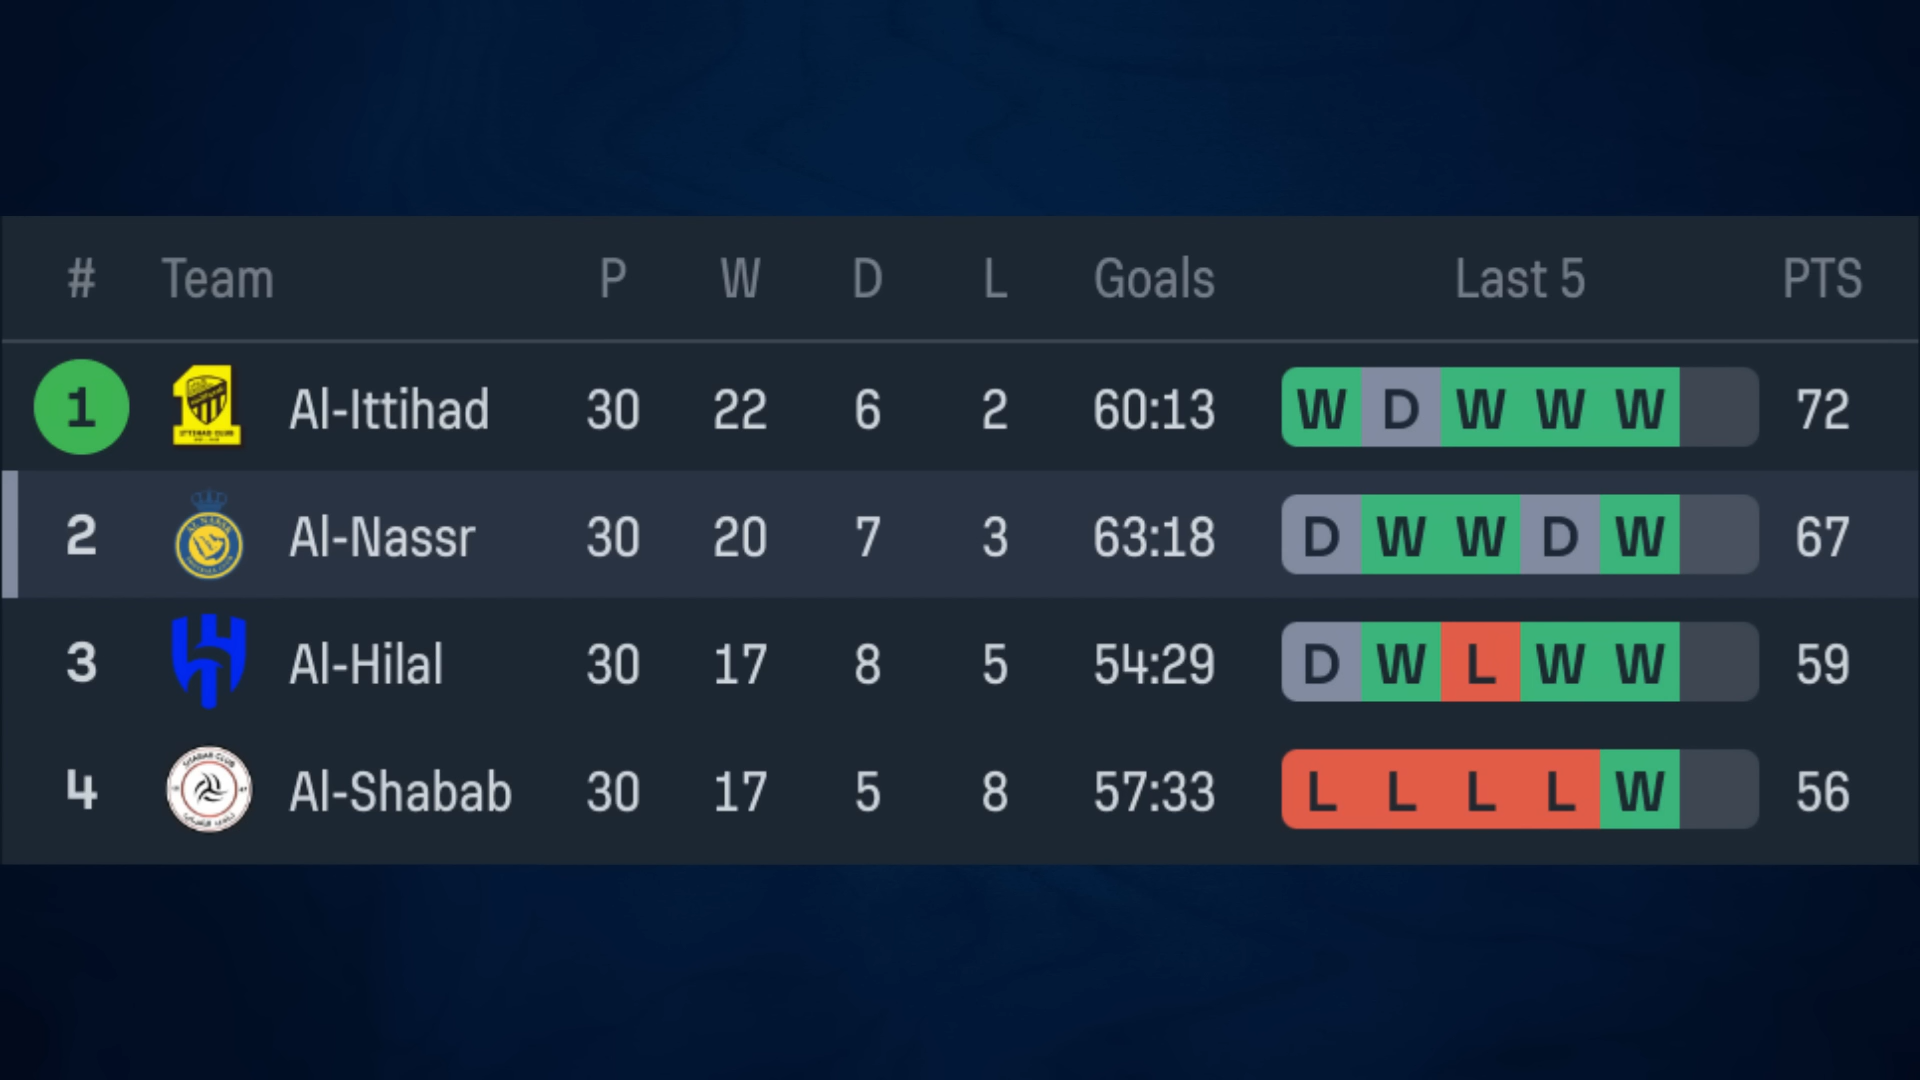 # Team P W D L Goals Last 5 PTS
1 Al-Ittihad 30 22 6 2 60:13 W D W W W 72
2 Al-Nassr 30 20 7 3 63:18 D W W D W 67
3 Al-Hilal 30 17 8 5 54:29 D W L W W 59
4 Al-Shabab 30 17 5 8 57:33 L L L L W 56